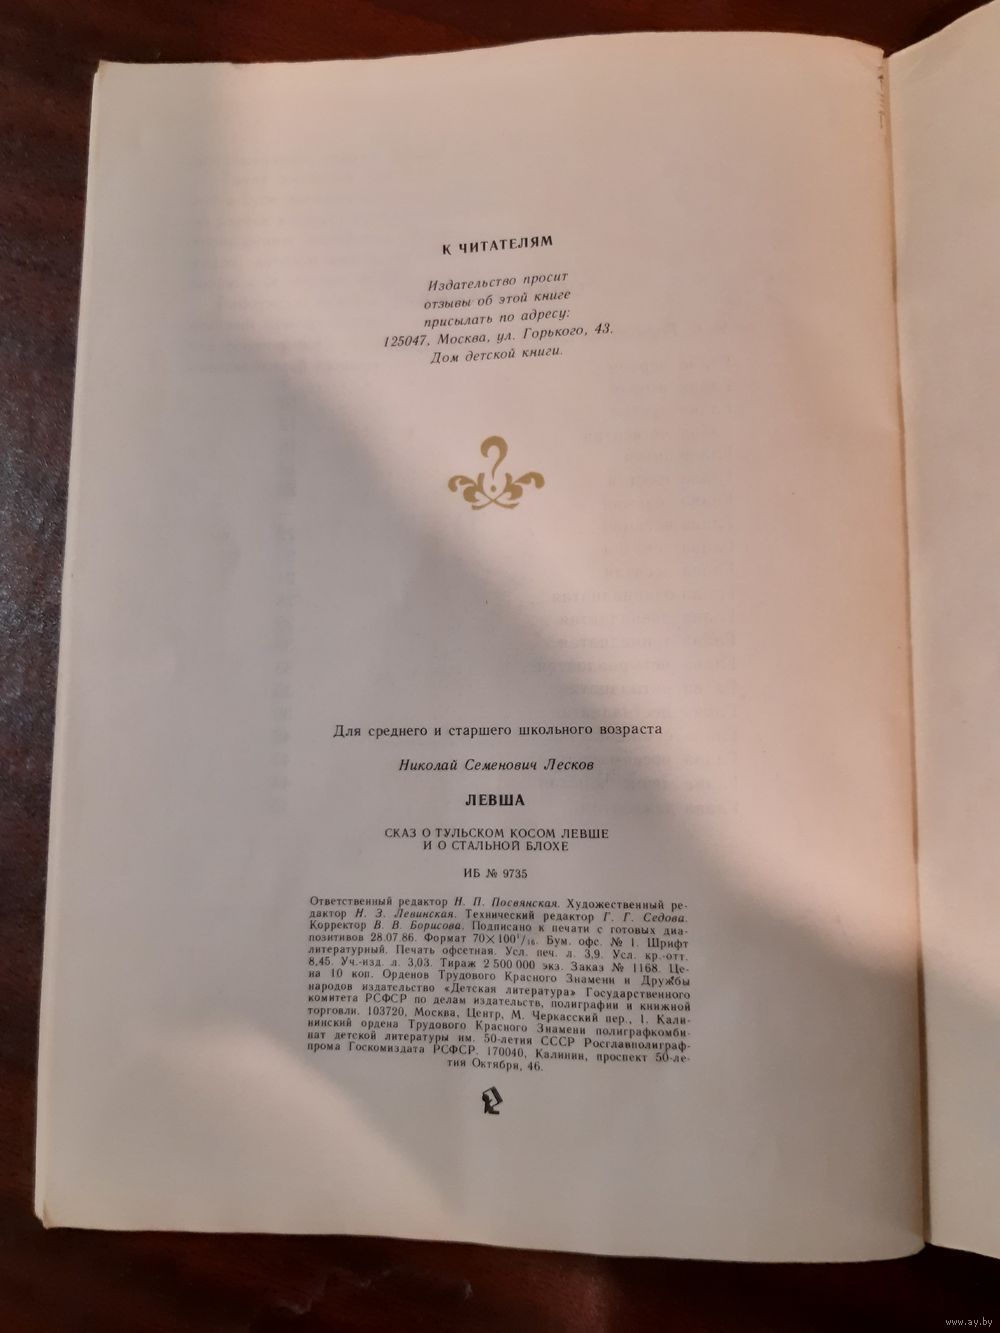 К ЧИТАТЕЛЯМ
Издательство просит
отзывы об этой книге
присылать по адресу:
125047, Москва, ул. Горького, 43.
Дом детской книги.
?
Для среднего и старшего школьного возраста
Николай Семенович Лесков
ЛЕВША
СКАЗ О ТУЛЬСКОМ КОСОМ ЛЕВШЕ
И О СТАЛЬНОЙ БЛОХЕ
ИБ № 9735
Ответственный редактор Н. П. Посвянская. Художественный ре-
дактор Н. З. Левинская. Технический редактор Г. Г. Седова.
Корректор В. В. Борисова. Подписано к печати с готовых диа-
позитивов 28.07.86. Формат 70×100¹/₁₆. Бум. офс. № 1. Шрифт
литературный. Печать офсетная. Усл. печ. л. 3,9. Усл. кр.-отт.
8,45. Уч.-изд. л. 3,03. Тираж 2 500 000 экз. Заказ № 1168. Це-
на 10 коп. Орденов Трудового Красного Знамени и Дружбы
народов издательство «Детская литература» Государственного
комитета РСФСР по делам издательств, полиграфии и книжной
торговли. 103720, Москва, Центр, М. Черкасский пер., 1. Кали-
нинский ордена Трудового Красного Знамени полиграфкомби-
нат детской литературы им. 50-летия СССР Росглавполиграф-
прома Госкомиздата РСФСР. 170040, Калинин, проспект 50-ле-
тия Октября, 46.
www.ay.by